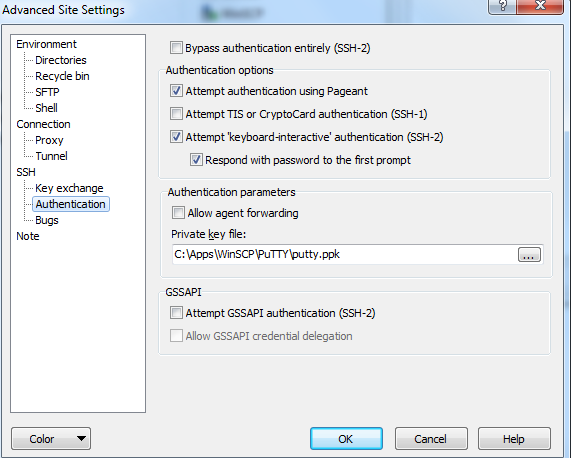 WinSCP
Advanced Site Settings
?
X
Environment
Directories
Recycle bin
SFTP
Shell
Connection
Proxy
Tunnel
SSH
Key exchange
Authentication
Bugs
Note
Bypass authentication entirely (SSH-2)
Authentication options
Attempt authentication using Pageant
Attempt TIS or CryptoCard authentication (SSH-1)
Attempt 'keyboard-interactive' authentication (SSH-2)
Respond with password to the first prompt
Authentication parameters
Allow agent forwarding
Private key file:
C:\Apps\WinSCP\PuTTY\putty.ppk
...
GSSAPI
Attempt GSSAPI authentication (SSH-2)
Allow GSSAPI credential delegation
Color
OK
Cancel
Help